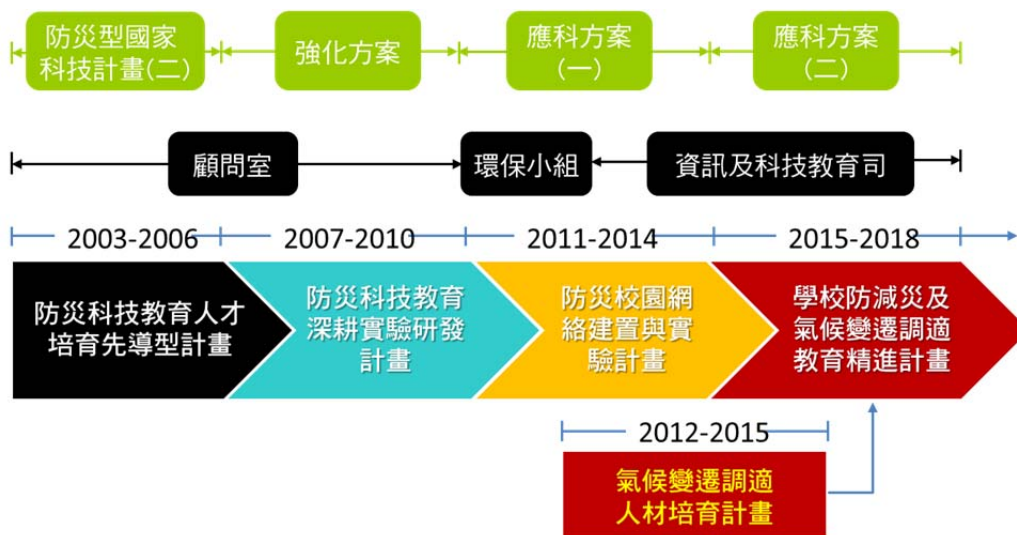 防災型國家
科技計畫(二)
強化方案
應科方案
(一)
應科方案
(二)
顧問室
環保小組
資訊及科技教育司
2003-2006
2007-2010
2011-2014
2015-2018
防災科技教育人才
培育先導型計畫
防災科技教育
深耕實驗研發
計畫
防災校園網
絡建置與實
驗計畫
學校防減災及
氣候變遷調適
教育精進計畫
2012-2015
氣候變遷調適
人材培育計畫